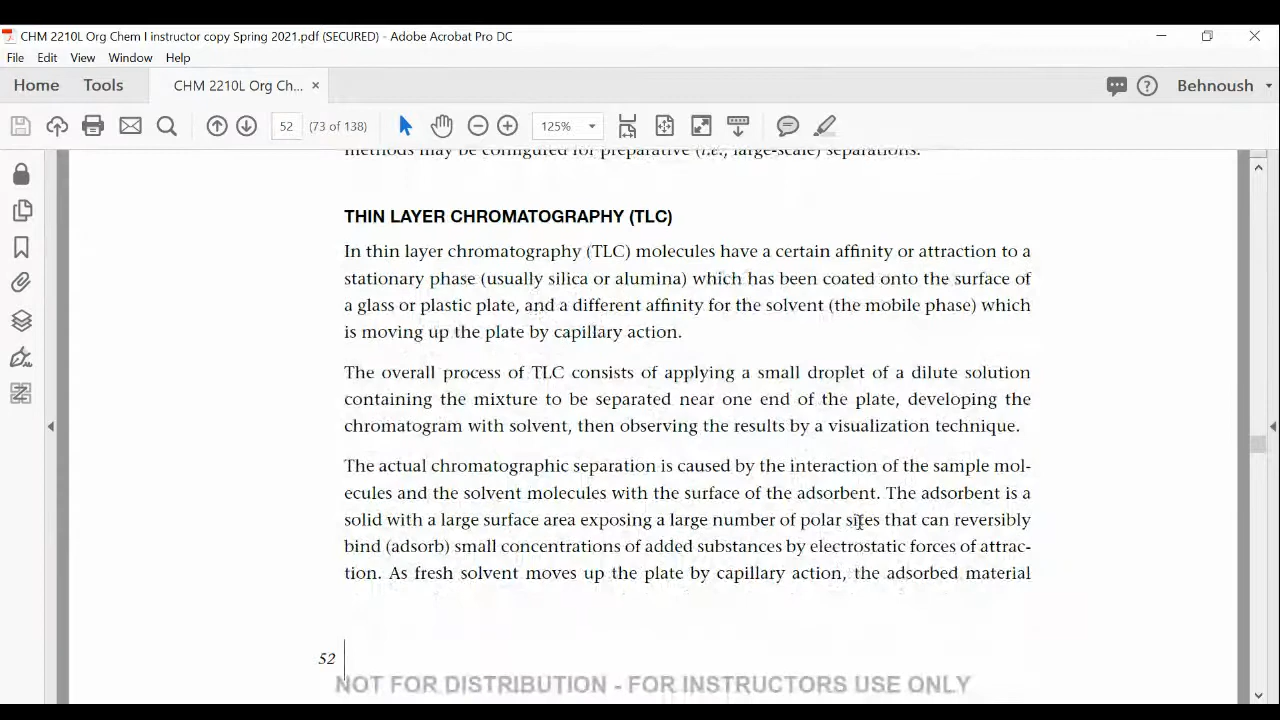 CHM 2210L Org Chem I instructor copy Spring 2021.pdf (SECURED) - Adobe Acrobat Pro DC
File Edit View Window Help
Home Tools CHM 2210L Org Ch... × Behnoush
52 (73 of 138) 125%
methods may be configured for preparative (i.e., large-scale) separations.
THIN LAYER CHROMATOGRAPHY (TLC)
In thin layer chromatography (TLC) molecules have a certain affinity or attraction to a
stationary phase (usually silica or alumina) which has been coated onto the surface of
a glass or plastic plate, and a different affinity for the solvent (the mobile phase) which
is moving up the plate by capillary action.
The overall process of TLC consists of applying a small droplet of a dilute solution
containing the mixture to be separated near one end of the plate, developing the
chromatogram with solvent, then observing the results by a visualization technique.
The actual chromatographic separation is caused by the interaction of the sample mol-
ecules and the solvent molecules with the surface of the adsorbent. The adsorbent is a
solid with a large surface area exposing a large number of polar sites that can reversibly
bind (adsorb) small concentrations of added substances by electrostatic forces of attrac-
tion. As fresh solvent moves up the plate by capillary action, the adsorbed material
52
NOT FOR DISTRIBUTION - FOR INSTRUCTORS USE ONLY